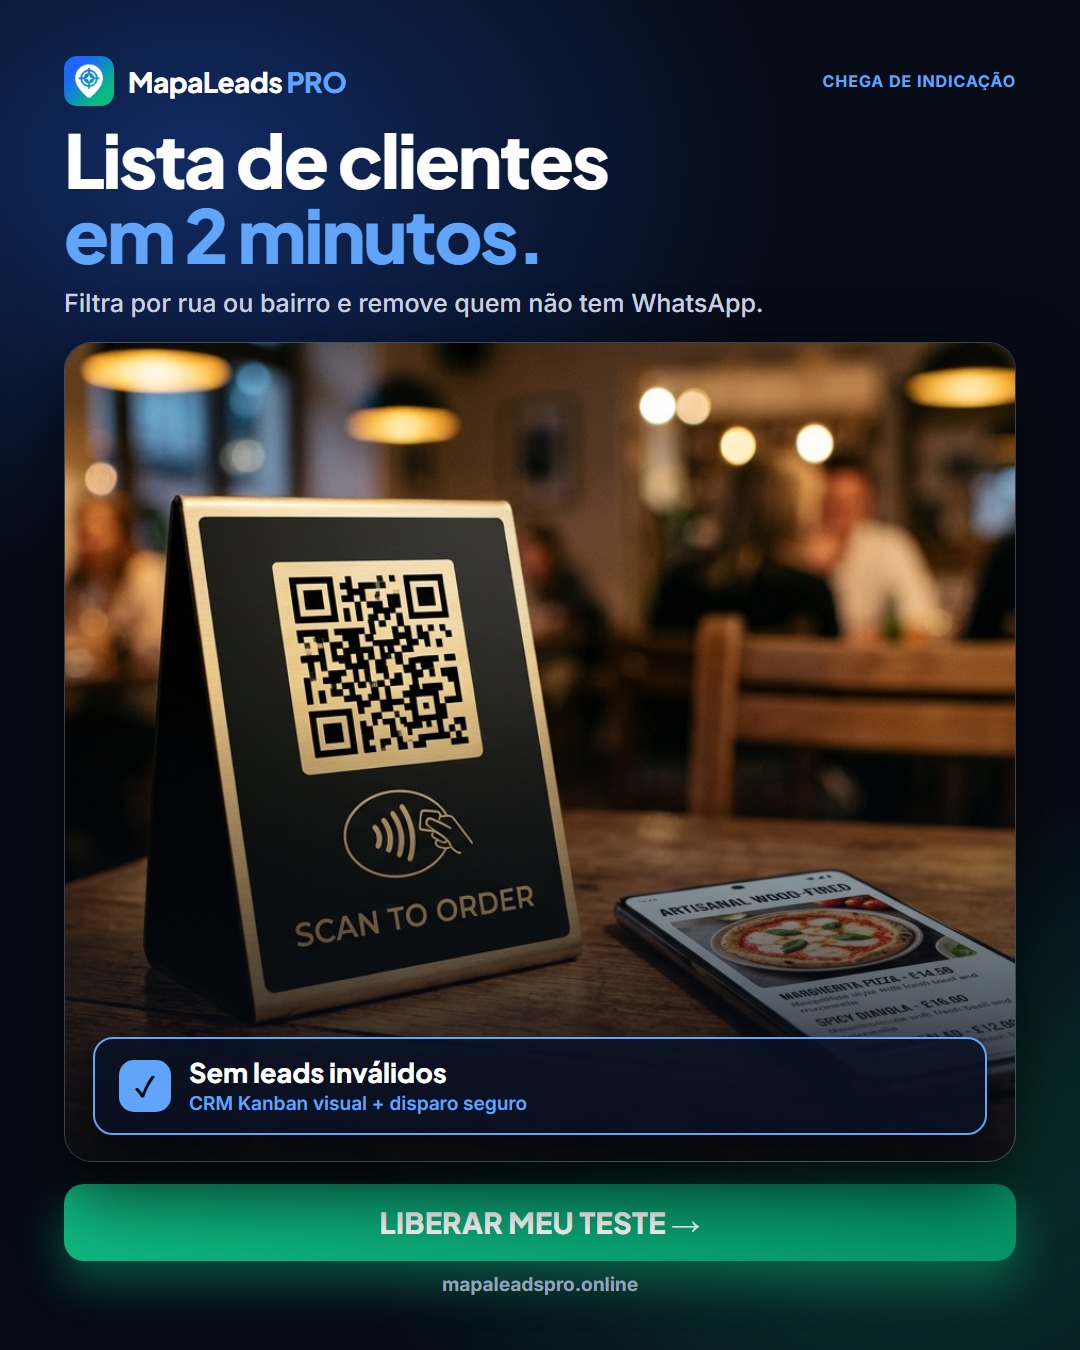 MapaLeads PRO
CHEGA DE INDICAÇÃO
Lista de clientes
em 2 minutos.
Filtra por rua ou bairro e remove quem não tem WhatsApp.
SCAN TO ORDER
ARTISANAL WOOD-FIRED
MARGHERITA PIZZA - £14.50
SPICY DIAVOLA - £16.00
£12.00
Sem leads inválidos
CRM Kanban visual + disparo seguro
LIBERAR MEU TESTE →
mapaleadspro.online